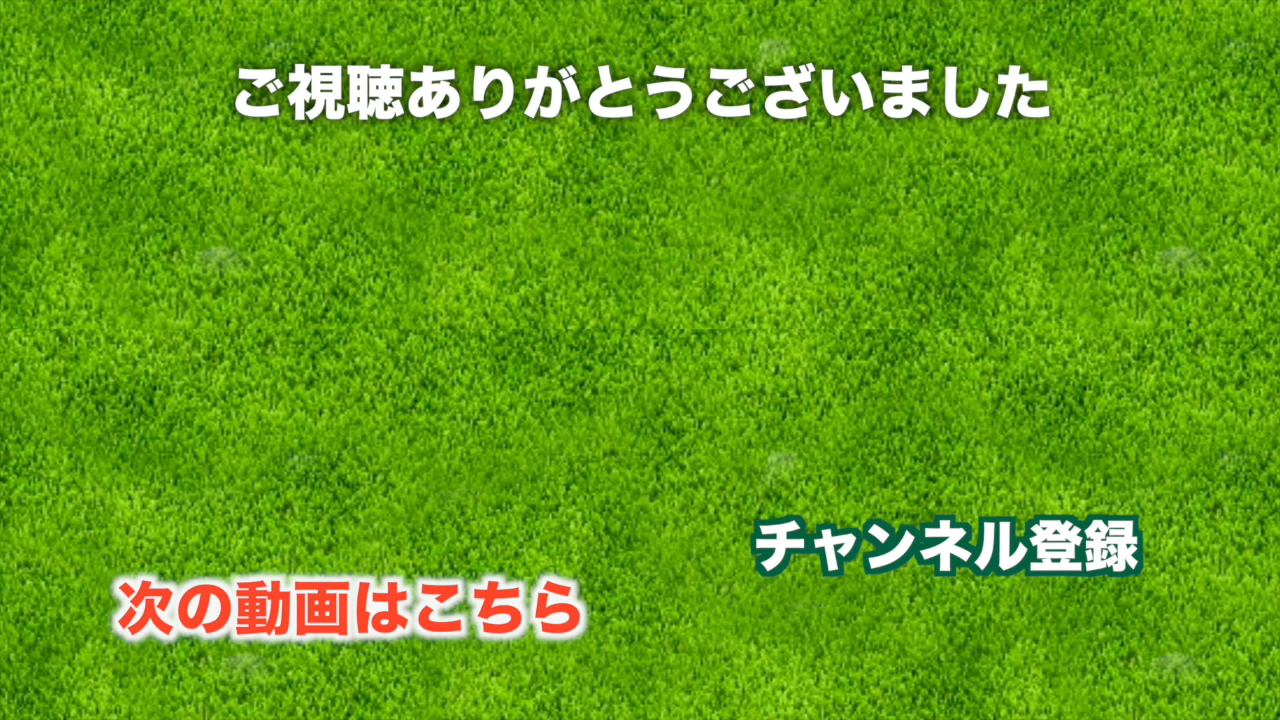 ご視聴ありがとうございました
チャンネル登録
次の動画はこちら